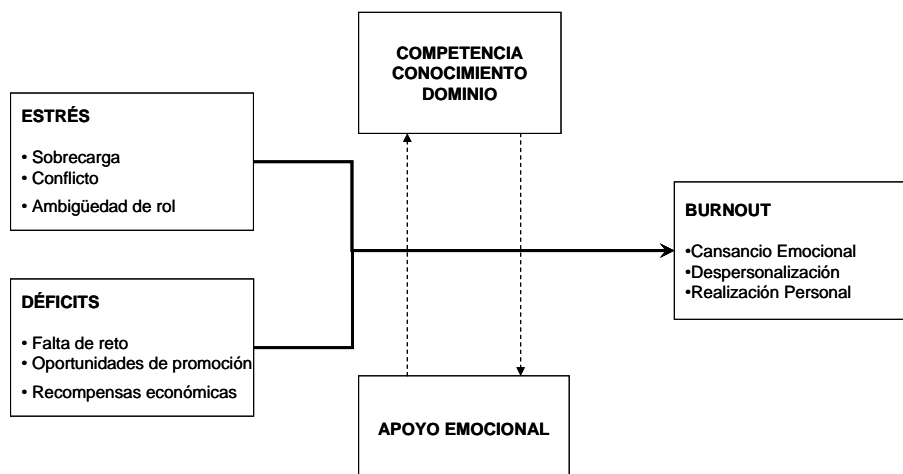 COMPETENCIA
CONOCIMIENTO
DOMINIO
ESTRÉS
• Sobrecarga
• Conflicto
• Ambigüedad de rol
BURNOUT
•Cansancio Emocional
•Despersonalización
•Realización Personal
DÉFICITS
• Falta de reto
• Oportunidades de promoción
• Recompensas económicas
APOYO EMOCIONAL